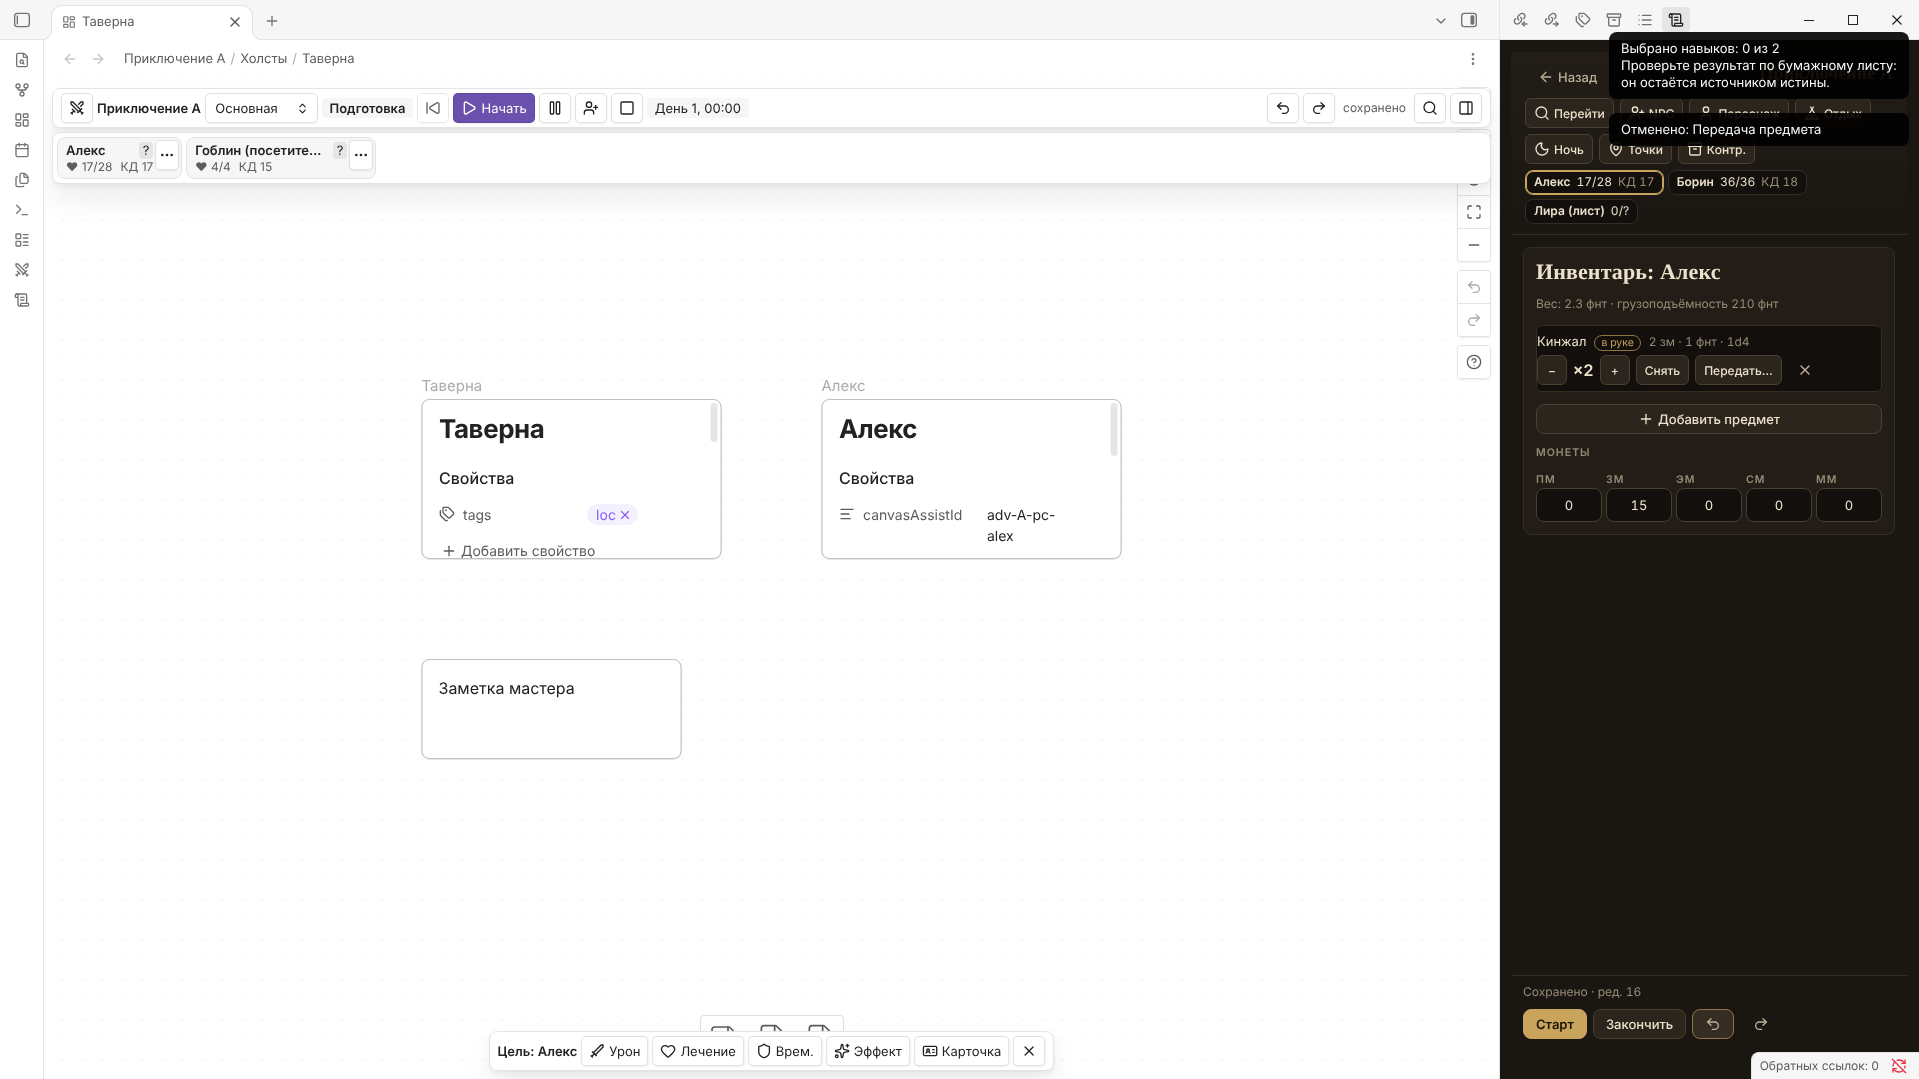 Таверна
Приключение A / Холсты / Таверна
Приключение A
Основная
Подготовка
Начать
День 1, 00:00
сохранено
Алекс ?
17/28 КД 17
Гоблин (посетите... ?
4/4 КД 15
Таверна
Таверна
Свойства
tags
loc
Добавить свойство
Алекс
Алекс
Свойства
canvasAssistId
adv-A-pc-
alex
Заметка мастера
Цель: Алекс
Урон
Лечение
Врем.
Эффект
Карточка
Выбрано навыков: 0 из 2
Проверьте результат по бумажному листу:
он остаётся источником истины.
Назад
Перейти
NPC
Персонаж
Отдых
Отменено: Передача предмета
Ночь
Точки
Контр.
Алекс 17/28 КД 17
Борин 36/36 КД 18
Лира (лист) 0/?
Инвентарь: Алекс
Вес: 2.3 фнт · грузоподъёмность 210 фнт
Кинжал в руке 2 зм · 1 фнт · 1d4
− ×2 + Снять Передать...
Добавить предмет
МОНЕТЫ
ПМ ЗМ ЭМ СМ ММ
0 15 0 0 0
Сохранено · ред. 16
Старт
Закончить
Обратных ссылок: 0